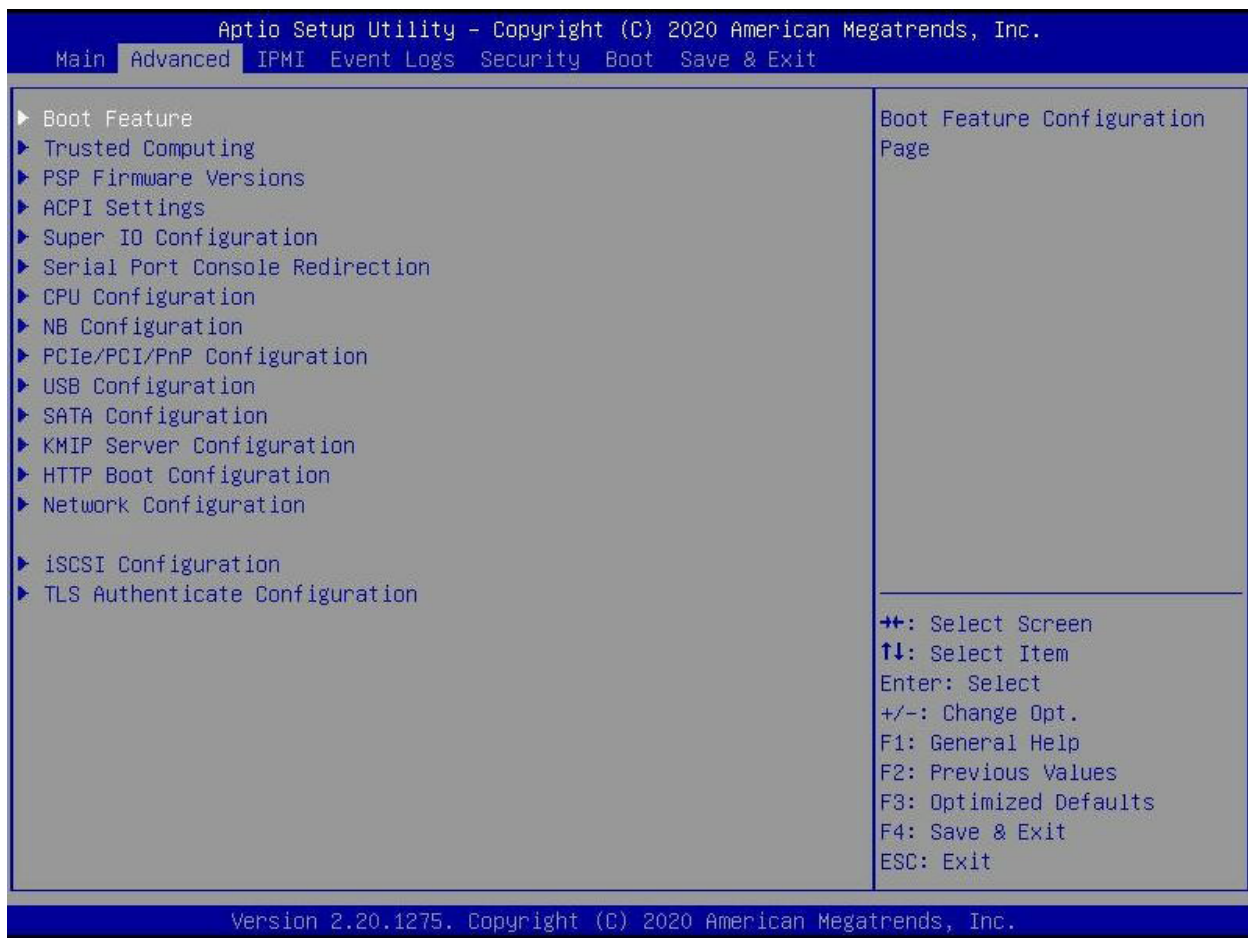 Aptio Setup Utility – Copyright (C) 2020 American Megatrends, Inc.
Main Advanced IPMI Event Logs Security Boot Save & Exit
▶ Boot Feature
▶ Trusted Computing
▶ PSP Firmware Versions
▶ ACPI Settings
▶ Super IO Configuration
▶ Serial Port Console Redirection
▶ CPU Configuration
▶ NB Configuration
▶ PCIe/PCI/PnP Configuration
▶ USB Configuration
▶ SATA Configuration
▶ KMIP Server Configuration
▶ HTTP Boot Configuration
▶ Network Configuration
▶ iSCSI Configuration
▶ TLS Authenticate Configuration
Boot Feature Configuration
Page
→←: Select Screen
↑↓: Select Item
Enter: Select
+/-: Change Opt.
F1: General Help
F2: Previous Values
F3: Optimized Defaults
F4: Save & Exit
ESC: Exit
Version 2.20.1275. Copyright (C) 2020 American Megatrends, Inc.